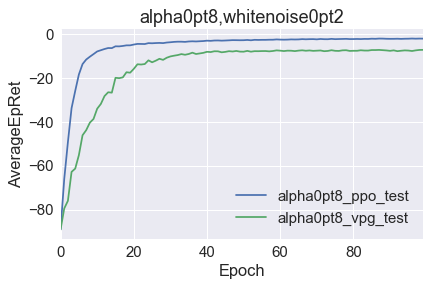 alpha0pt8,whitenoise0pt2
AverageEpRet
0
−20
−40
−60
−80
alpha0pt8_ppo_test
alpha0pt8_vpg_test
0 20 40 60 80
Epoch